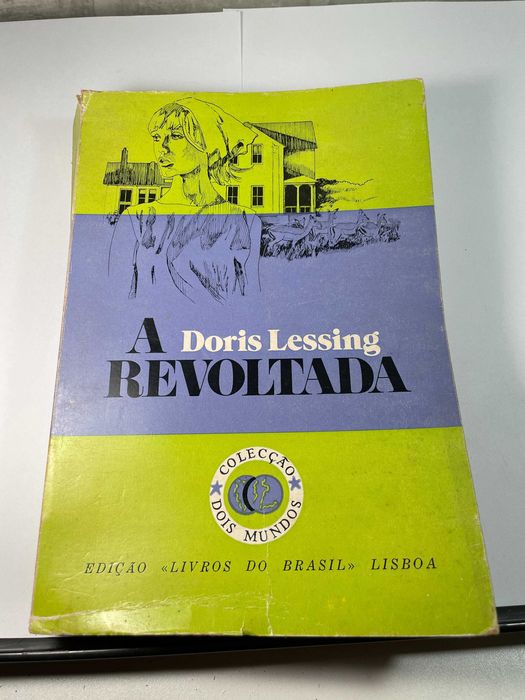 A Doris Lessing
REVOLTADA
COLECÇÃO
DOIS MUNDOS
EDIÇÃO «LIVROS DO BRASIL» LISBOA